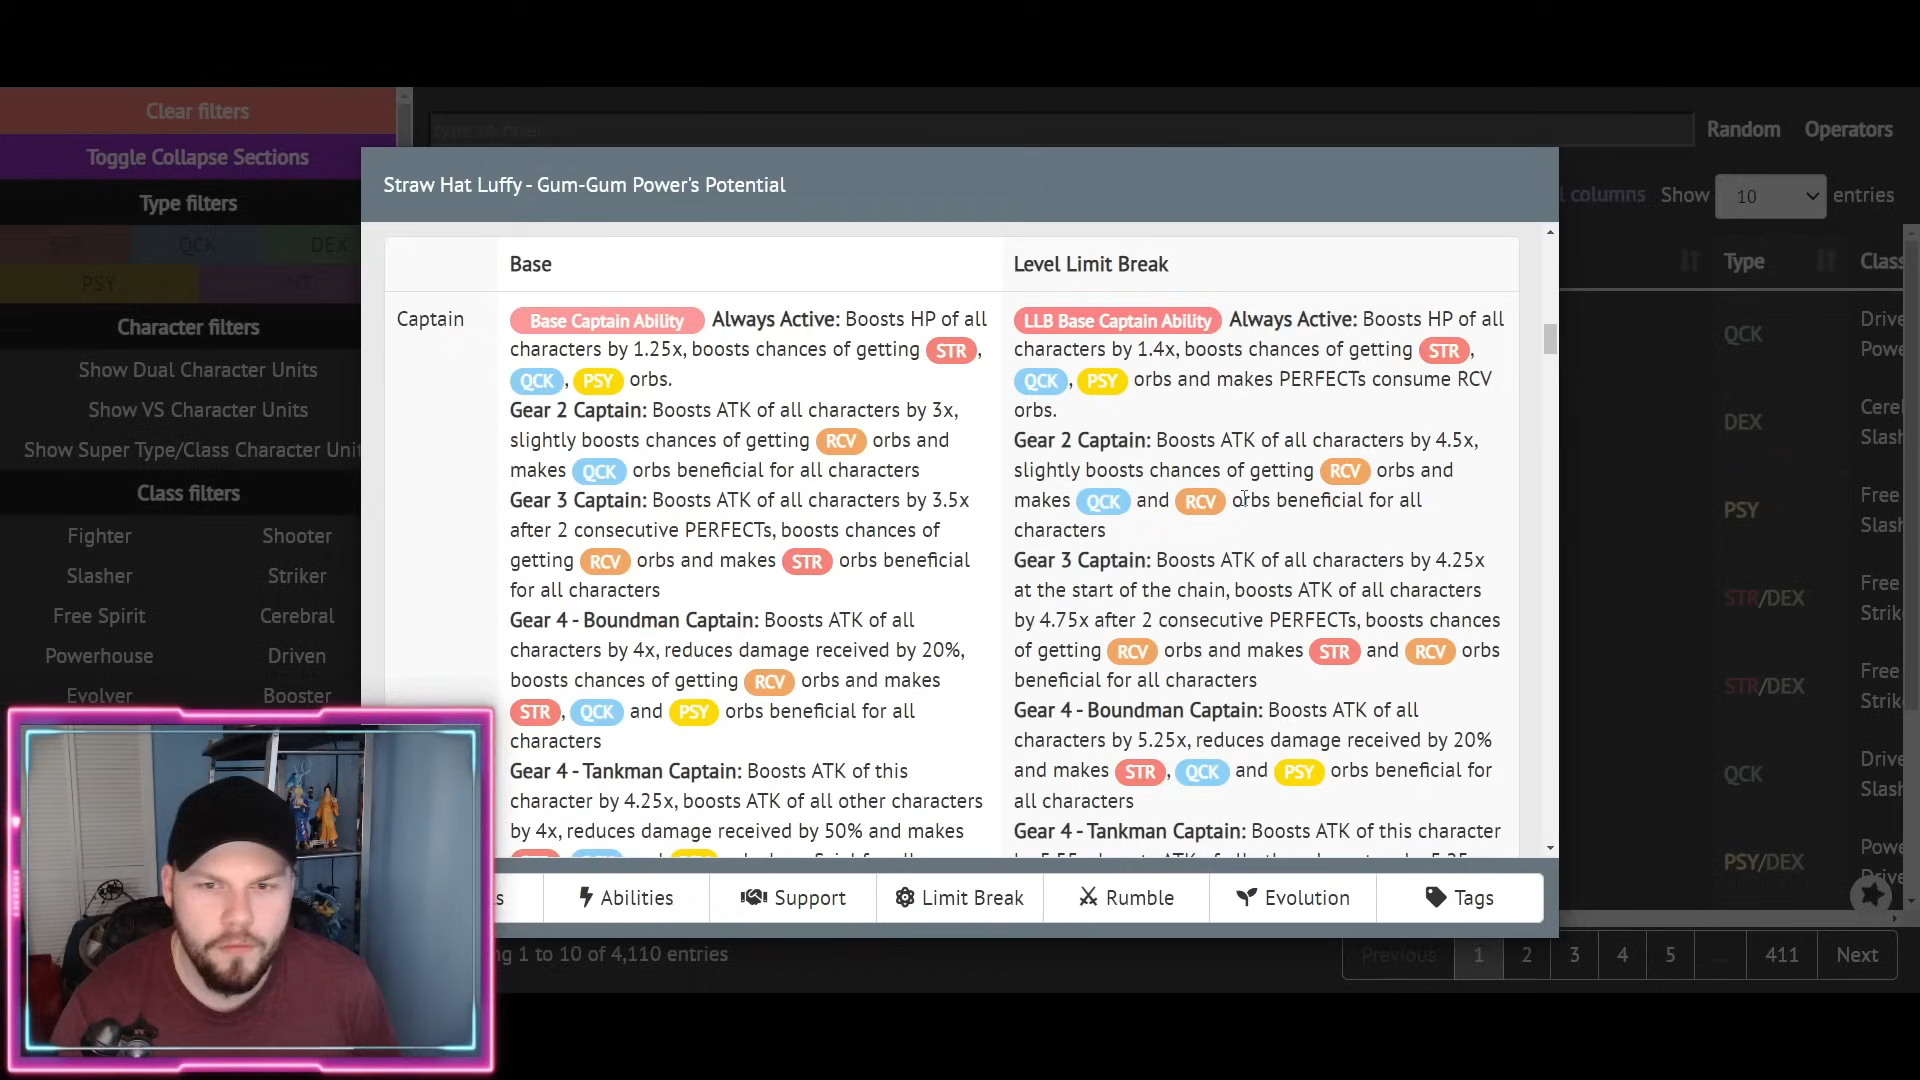 Clear filters
Toggle Collapse Sections
Type filters
QCK DEX
PSY
Character filters
Show Dual Character Units
Show VS Character Units
Show Super Type/Class Character Unit
Class filters
Fighter Shooter
Slasher Striker
Free Spirit Cerebral
Powerhouse Driven
Evolver Booster
Random Operators
columns Show 10 entries
Type Class
QCK Drive
Powe
DEX Cere
Slash
PSY Free
Slash
STR/DEX Free
Strike
STR/DEX Free
Strike
QCK Drive
Slash
PSY/DEX Powe
Drive
Straw Hat Luffy - Gum-Gum Power's Potential
Base
Level Limit Break
Captain
Base Captain Ability Always Active: Boosts HP of all
characters by 1.25x, boosts chances of getting STR,
QCK, PSY orbs.
Gear 2 Captain: Boosts ATK of all characters by 3x,
slightly boosts chances of getting RCV orbs and
makes QCK orbs beneficial for all characters
Gear 3 Captain: Boosts ATK of all characters by 3.5x
after 2 consecutive PERFECTs, boosts chances of
getting RCV orbs and makes STR orbs beneficial
for all characters
Gear 4 - Boundman Captain: Boosts ATK of all
characters by 4x, reduces damage received by 20%,
boosts chances of getting RCV orbs and makes
STR, QCK and PSY orbs beneficial for all
characters
Gear 4 - Tankman Captain: Boosts ATK of this
character by 4.25x, boosts ATK of all other characters
by 4x, reduces damage received by 50% and makes
LLB Base Captain Ability Always Active: Boosts HP of all
characters by 1.4x, boosts chances of getting STR,
QCK, PSY orbs and makes PERFECTs consume RCV
orbs.
Gear 2 Captain: Boosts ATK of all characters by 4.5x,
slightly boosts chances of getting RCV orbs and
makes QCK and RCV orbs beneficial for all
characters
Gear 3 Captain: Boosts ATK of all characters by 4.25x
at the start of the chain, boosts ATK of all characters
by 4.75x after 2 consecutive PERFECTs, boosts chances
of getting RCV orbs and makes STR and RCV orbs
beneficial for all characters
Gear 4 - Boundman Captain: Boosts ATK of all
characters by 5.25x, reduces damage received by 20%
and makes STR, QCK and PSY orbs beneficial for
all characters
Gear 4 - Tankman Captain: Boosts ATK of this character
Abilities Support Limit Break Rumble Evolution Tags
1 to 10 of 4,110 entries
Previous 1 2 3 4 5 ... 411 Next